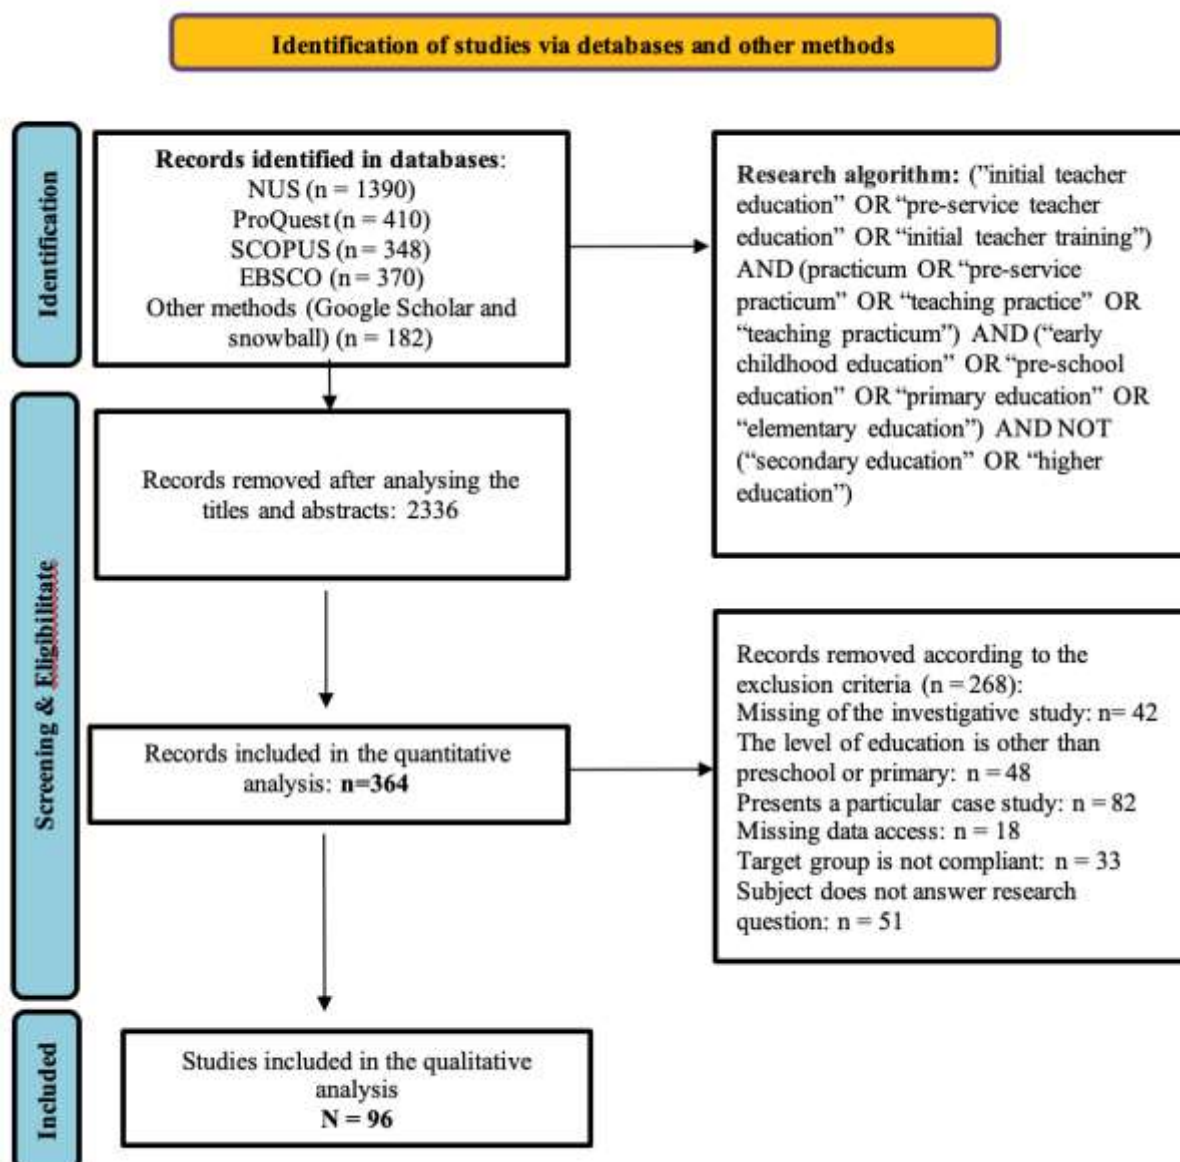 Identification of studies via detabases and other methods
Identification
Records identified in databases:
NUS (n = 1390)
ProQuest (n = 410)
SCOPUS (n = 348)
EBSCO (n = 370)
Other methods (Google Scholar and
snowball) (n = 182)
Research algorithm: (”initial teacher
education” OR “pre-service teacher
education” OR “initial teacher training”)
AND (practicum OR “pre-service
practicum” OR “teaching practice” OR
“teaching practicum”) AND (“early
childhood education” OR “pre-school
education” OR “primary education” OR
“elementary education”) AND NOT
(“secondary education” OR “higher
education”)
Screening & Eligibilitate
Records removed after analysing the
titles and abstracts: 2336
Records included in the quantitative
analysis: n=364
Records removed according to the
exclusion criteria (n = 268):
Missing of the investigative study: n= 42
The level of education is other than
preschool or primary: n = 48
Presents a particular case study: n = 82
Missing data access: n = 18
Target group is not compliant: n = 33
Subject does not answer research
question: n = 51
Included
Studies included in the qualitative
analysis
N = 96